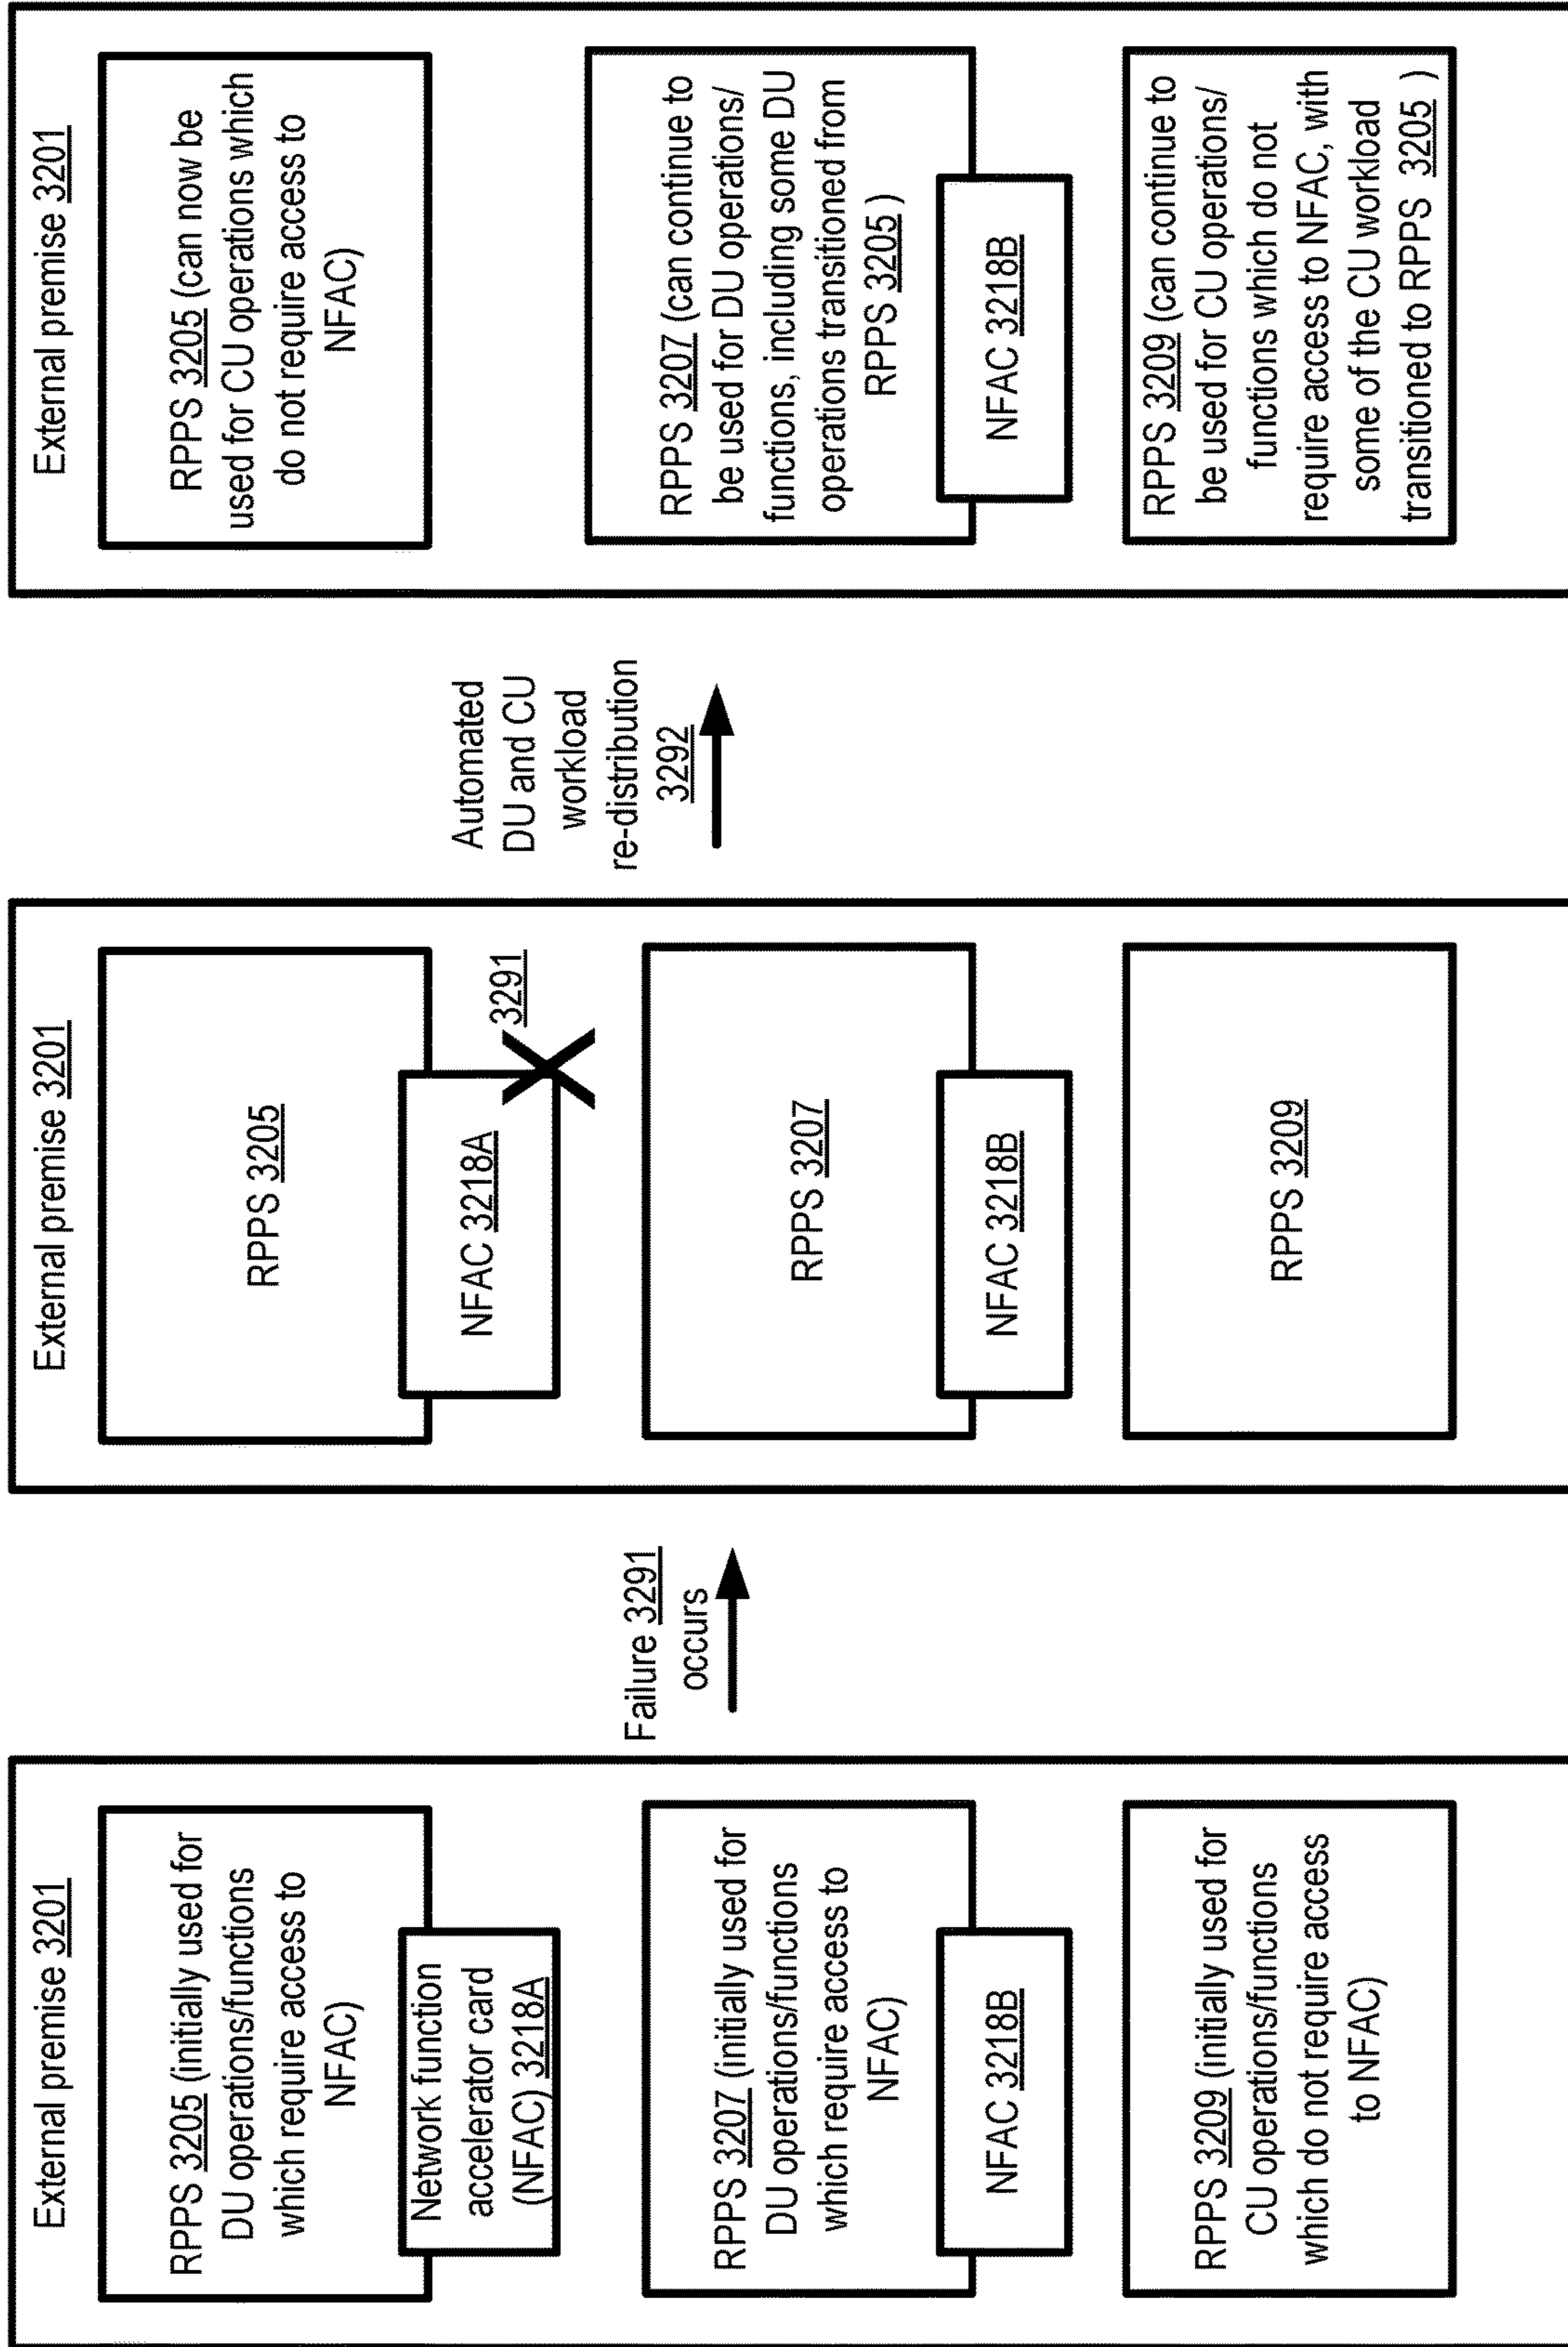 External premise 3201
RPPS 3205 (initially used for
DU operations/functions
which require access to
NFAC)
Network function
accelerator card
(NFAC) 3218A
RPPS 3207 (initially used for
DU operations/functions
which require access to
NFAC)
NFAC 3218B
RPPS 3209 (initially used for
CU operations/functions
which do not require access
to NFAC)
Failure 3291
occurs
External premise 3201
RPPS 3205
NFAC 3218A
3291
RPPS 3207
NFAC 3218B
RPPS 3209
Automated
DU and CU
workload
re-distribution
3292
External premise 3201
RPPS 3205 (can now be
used for CU operations which
do not require access to
NFAC)
RPPS 3207 (can continue to
be used for DU operations/
functions, including some DU
operations transitioned from
RPPS 3205 )
NFAC 3218B
RPPS 3209 (can continue to
be used for CU operations/
functions which do not
require access to NFAC, with
some of the CU workload
transitioned to RPPS 3205 )